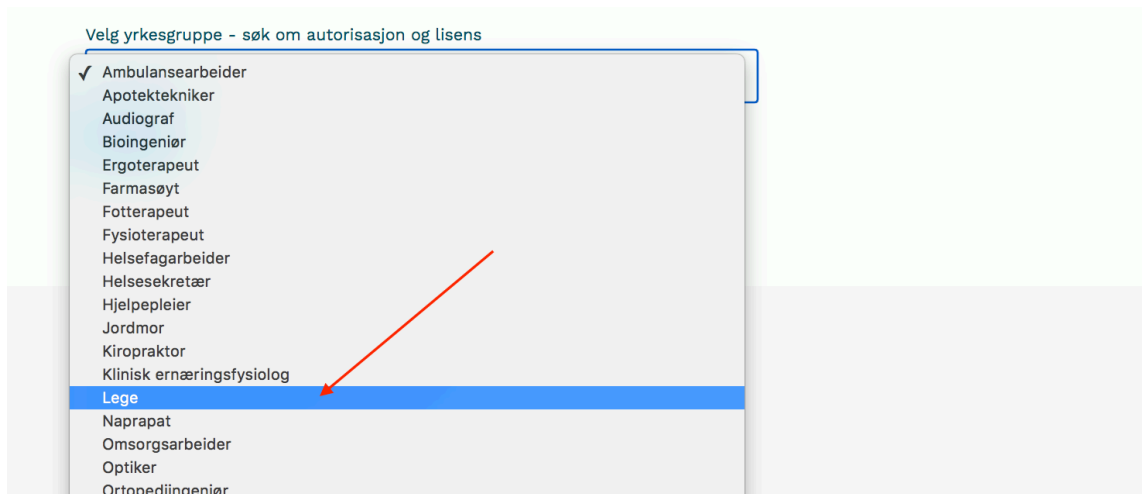 Velg yrkesgruppe - søk om autorisasjon og lisens
✓ Ambulansearbeider
Apotektekniker
Audiograf
Bioingeniør
Ergoterapeut
Farmasøyt
Fotterapeut
Fysioterapeut
Helsefagarbeider
Helsesekretær
Hjelpepleier
Jordmor
Kiropraktor
Klinisk ernæringsfysiolog
Lege
Naprapat
Omsorgsarbeider
Optiker
Ortopediingeniør